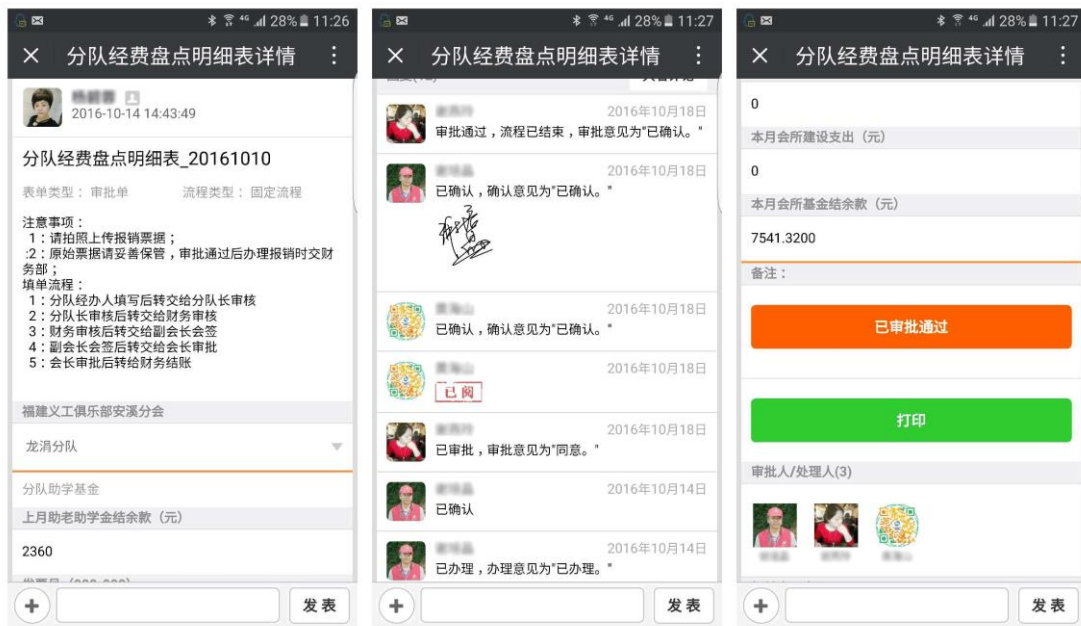 28% 11:26
分队经费盘点明细表详情
2016-10-14 14:43:49
分队经费盘点明细表_20161010
表单类型：审批单 流程类型：固定流程
注意事项：
1：请拍照上传报销票据；
:2：原始票据请妥善保管，审批通过后办理报销时交财
务部；
填单流程：
1：分队经办人填写后转交给分队长审核
2：分队长审核后转交给财务审核
3：财务审核后转交给副会长会签
4：副会长会签后转交给会长审批
5：会长审批后转给财务结账
福建义工俱乐部安溪分会
龙涓分队
分队助学基金
上月助老助学金结余款（元）
2360
发表
46 28% 11:27
分队经费盘点明细表详情
2016年10月18日
审批通过，流程已结束，审批意见为"已确认。"
2016年10月18日
已确认，确认意见为"已确认。"
2016年10月18日
已确认，确认意见为"已确认。"
2016年10月18日
已阅
2016年10月18日
已审批，审批意见为"同意。"
2016年10月14日
已确认
2016年10月14日
已办理，办理意见为"已办理。"
发表
46 28% 11:27
分队经费盘点明细表详情
0
本月会所建设支出（元）
0
本月会所基金结余款（元）
7541.3200
备注：
已审批通过
打印
审批人/处理人(3)
发表